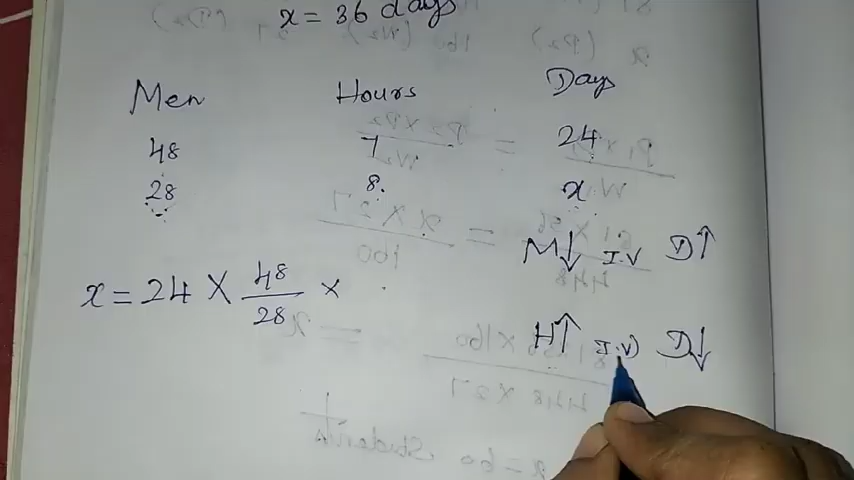 x = 36 days
Men Hours Days
48 7 24
28 8 x
M↓ I.V D↑
x = 24 × 48/28 ×
H↑ I.V D↓